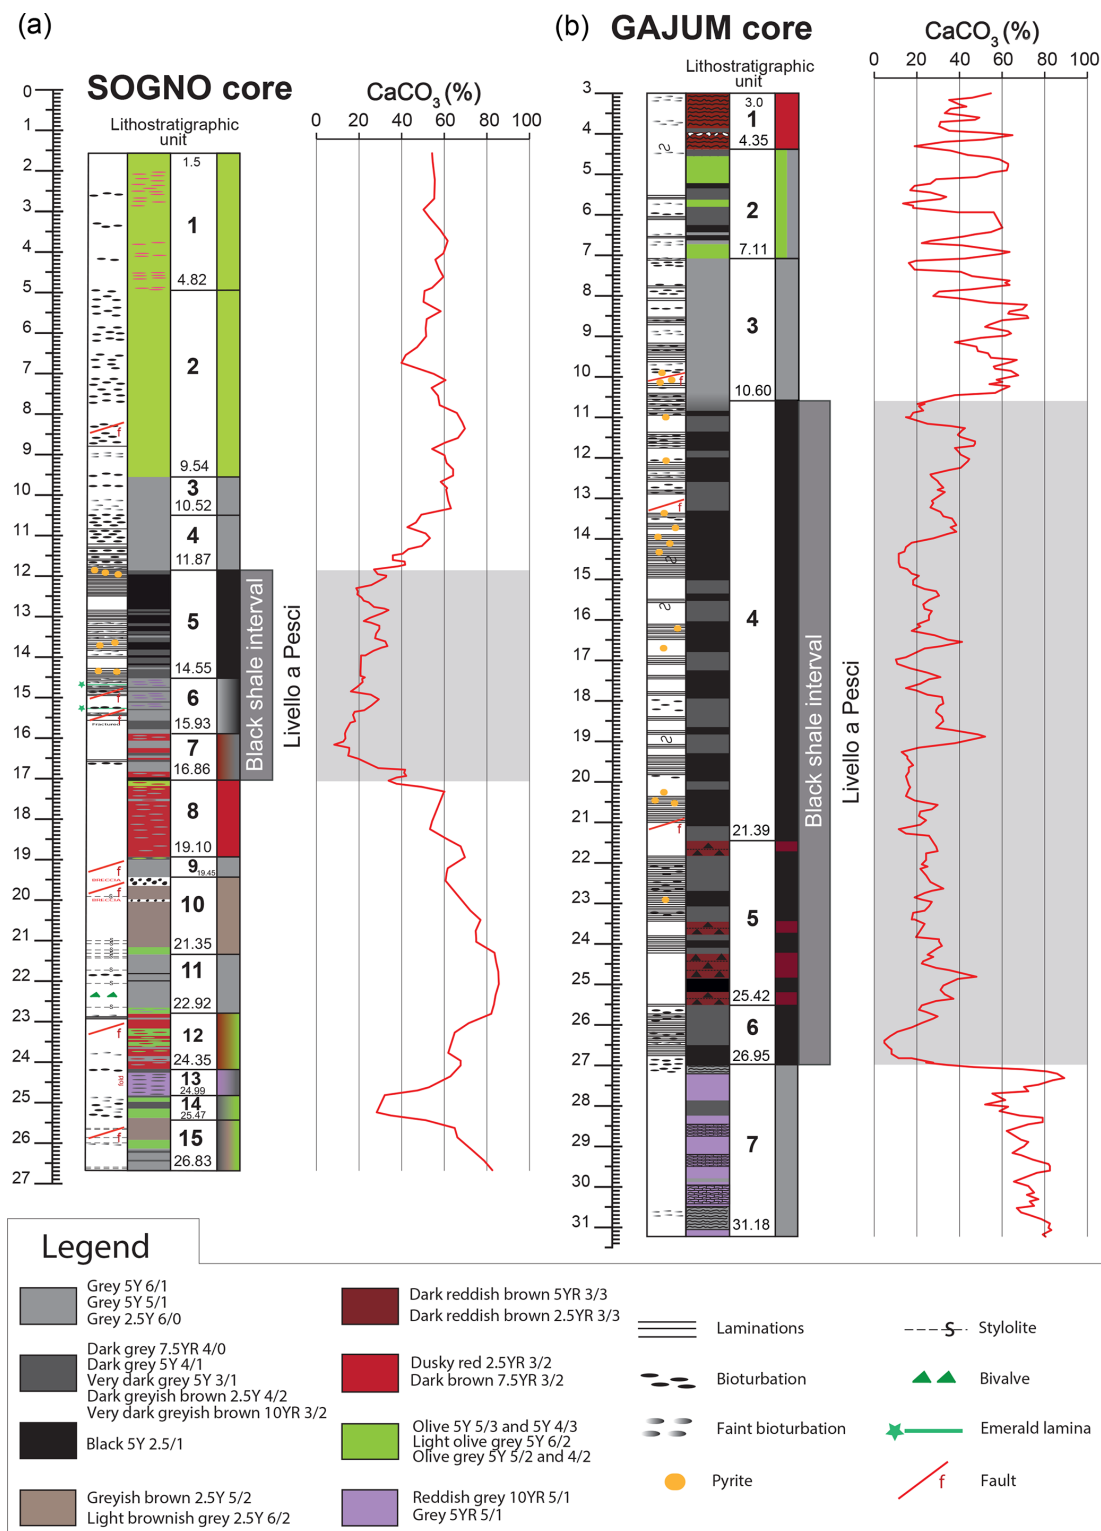 (a)
SOGNO core
Lithostratigraphic
unit
CaCO3 (%)
0 20 40 60 80 100
0
1
2
3
4
5
6
7
8
9
10
11
12
13
14
15
16
17
18
19
20
21
22
23
24
25
26
27
1.5
1
4.82
2
9.54
3
10.52
4
11.87
5
14.55
6
15.93
7
16.86
8
19.10
9
19.45
10
21.35
11
22.92
12
24.35
13
24.99
14
25.47
15
26.83
f
f
f
Fractured
f
BRECCIA
f
BRECCIA
S
S
S
S
S
S
S
f
fold
f
Black shale interval
Livello a Pesci
(b)
GAJUM core
Lithostratigraphic
unit
CaCO3 (%)
0 20 40 60 80 100
3
4
5
6
7
8
9
10
11
12
13
14
15
16
17
18
19
20
21
22
23
24
25
26
27
28
29
30
31
3.0
1
4.35
2
7.11
3
10.60
4
21.39
5
25.42
6
26.95
7
31.18
f
f
f
Black shale interval
Livello a Pesci
Legend
Grey 5Y 6/1
Grey 5Y 5/1
Grey 2.5Y 6/0
Dark grey 7.5YR 4/0
Dark grey 5Y 4/1
Very dark grey 5Y 3/1
Dark greyish brown 2.5Y 4/2
Very dark greyish brown 10YR 3/2
Black 5Y 2.5/1
Greyish brown 2.5Y 5/2
Light brownish grey 2.5Y 6/2
Dark reddish brown 5YR 3/3
Dark reddish brown 2.5YR 3/3
Dusky red 2.5YR 3/2
Dark brown 7.5YR 3/2
Olive 5Y 5/3 and 5Y 4/3
Light olive grey 5Y 6/2
Olive grey 5Y 5/2 and 4/2
Reddish grey 10YR 5/1
Grey 5YR 5/1
Laminations
Bioturbation
Faint bioturbation
Pyrite
S Stylolite
Bivalve
Emerald lamina
f Fault